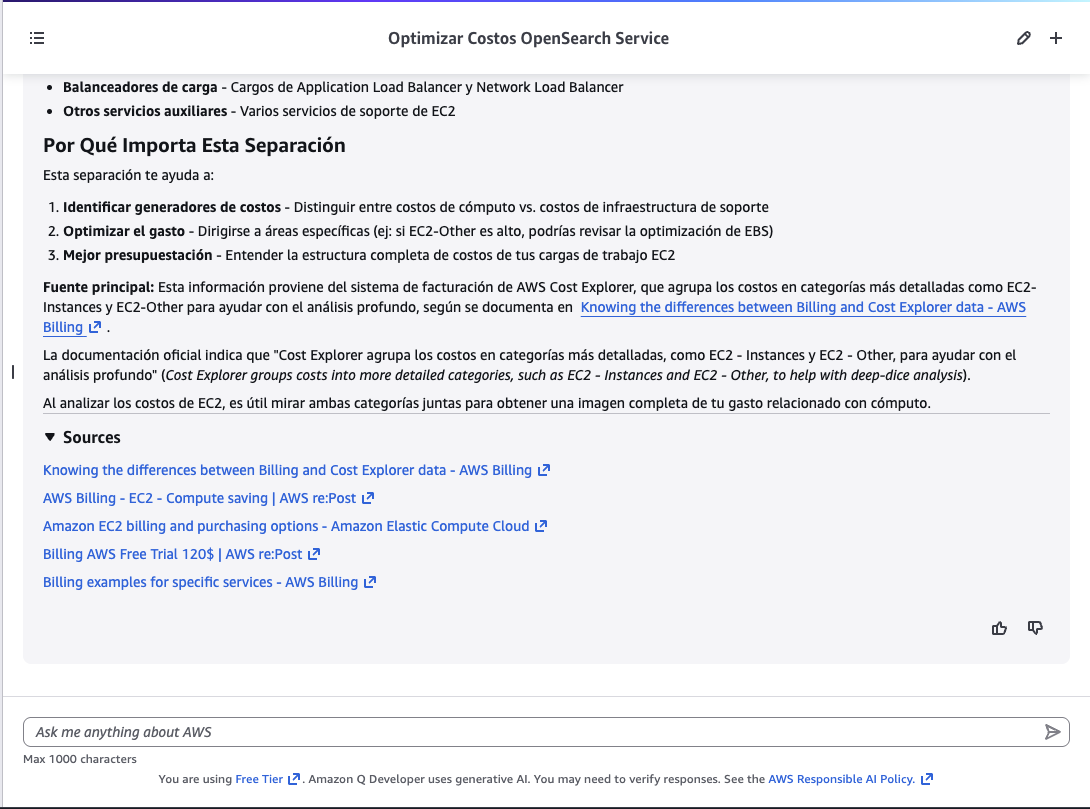 Optimizar Costos OpenSearch Service
• Balanceadores de carga - Cargos de Application Load Balancer y Network Load Balancer
• Otros servicios auxiliares - Varios servicios de soporte de EC2
Por Qué Importa Esta Separación
Esta separación te ayuda a:
1. Identificar generadores de costos - Distinguir entre costos de cómputo vs. costos de infraestructura de soporte
2. Optimizar el gasto - Dirigirse a áreas específicas (ej: si EC2-Other es alto, podrías revisar la optimización de EBS)
3. Mejor presupuestación - Entender la estructura completa de costos de tus cargas de trabajo EC2
Fuente principal: Esta información proviene del sistema de facturación de AWS Cost Explorer, que agrupa los costos en categorías más detalladas como EC2-
Instances y EC2-Other para ayudar con el análisis profundo, según se documenta en Knowing the differences between Billing and Cost Explorer data - AWS
Billing .
La documentación oficial indica que "Cost Explorer agrupa los costos en categorías más detalladas, como EC2 - Instances y EC2 - Other, para ayudar con el
análisis profundo" (Cost Explorer groups costs into more detailed categories, such as EC2 - Instances and EC2 - Other, to help with deep-dice analysis).
Al analizar los costos de EC2, es útil mirar ambas categorías juntas para obtener una imagen completa de tu gasto relacionado con cómputo.
▼ Sources
Knowing the differences between Billing and Cost Explorer data - AWS Billing
AWS Billing - EC2 - Compute saving | AWS re:Post
Amazon EC2 billing and purchasing options - Amazon Elastic Compute Cloud
Billing AWS Free Trial 120$ | AWS re:Post
Billing examples for specific services - AWS Billing
Ask me anything about AWS
Max 1000 characters
You are using Free Tier . Amazon Q Developer uses generative AI. You may need to verify responses. See the AWS Responsible AI Policy.